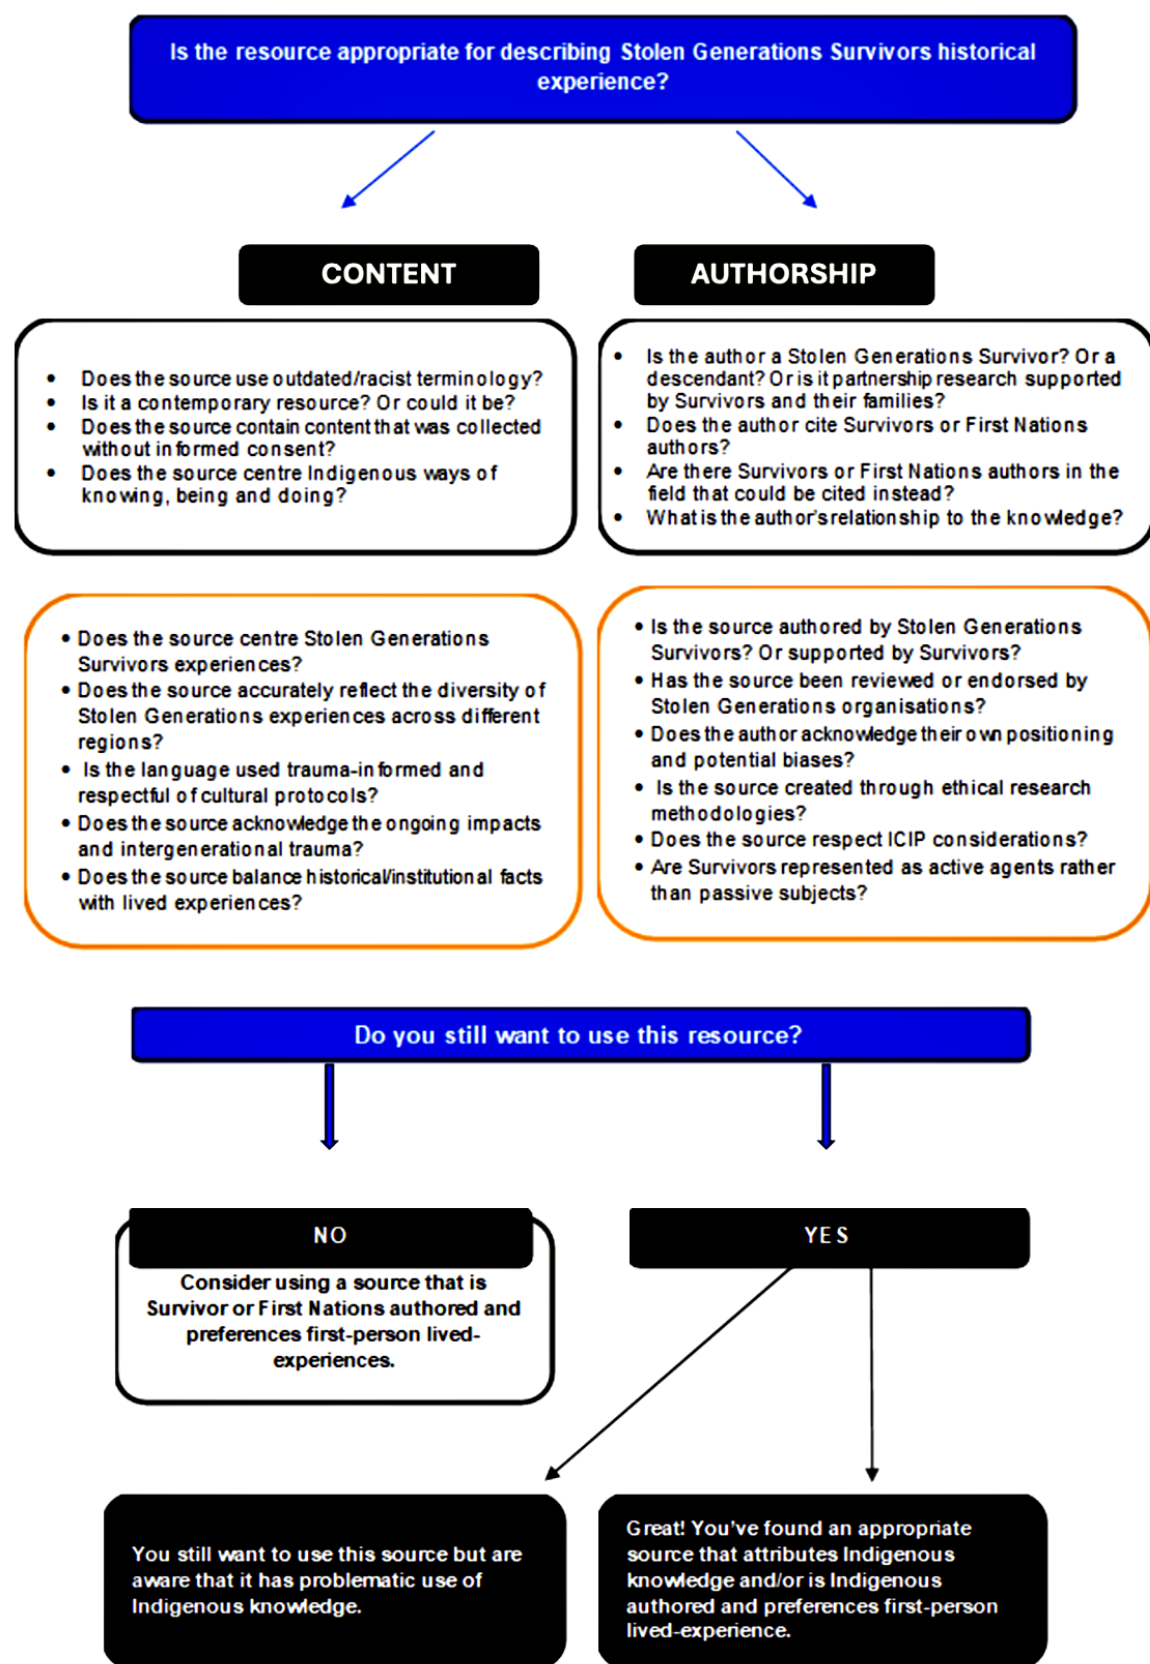 Is the resource appropriate for describing Stolen Generations Survivors historical
experience?
CONTENT
• Does the source use outdated/racist terminology?
• Is it a contemporary resource? Or could it be?
• Does the source contain content that was collected
without informed consent?
• Does the source centre Indigenous ways of
knowing, being and doing?
AUTHORSHIP
• Is the author a Stolen Generations Survivor? Or a
descendant? Or is it partnership research supported
by Survivors and their families?
• Does the author cite Survivors or First Nations
authors?
• Are there Survivors or First Nations authors in the
field that could be cited instead?
• What is the author's relationship to the knowledge?
• Does the source centre Stolen Generations
Survivors experiences?
• Does the source accurately reflect the diversity of
Stolen Generations experiences across different
regions?
• Is the language used trauma-informed and
respectful of cultural protocols?
• Does the source acknowledge the ongoing impacts
and intergenerational trauma?
• Does the source balance historical/institutional facts
with lived experiences?
• Is the source authored by Stolen Generations
Survivors? Or supported by Survivors?
• Has the source been reviewed or endorsed by
Stolen Generations organisations?
• Does the author acknowledge their own positioning
and potential biases?
• Is the source created through ethical research
methodologies?
• Does the source respect ICIP considerations?
• Are Survivors represented as active agents rather
than passive subjects?
Do you still want to use this resource?
NO
Consider using a source that is
Survivor or First Nations authored and
preferences first-person lived-
experiences.
YES
You still want to use this source but are
aware that it has problematic use of
Indigenous knowledge.
Great! You've found an appropriate
source that attributes Indigenous
knowledge and/or is Indigenous
authored and preferences first-person
lived-experience.